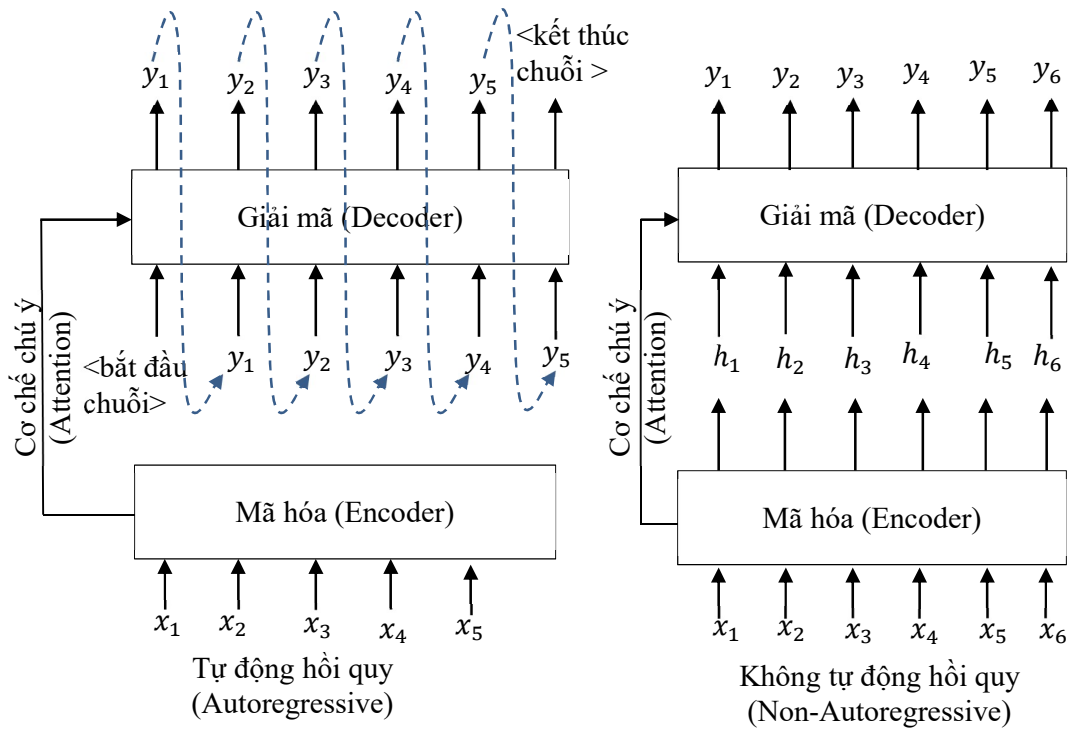 <kết thúc
chuỗi >
y₁ y₂ y₃ y₄ y₅
Giải mã (Decoder)
Cơ chế chú ý
(Attention)
<bắt đầu
chuỗi>
y₁ y₂ y₃ y₄ y₅
Mã hóa (Encoder)
x₁ x₂ x₃ x₄ x₅
Tự động hồi quy
(Autoregressive)
y₁ y₂ y₃ y₄ y₅ y₆
Giải mã (Decoder)
Cơ chế chú ý
(Attention)
h₁ h₂ h₃ h₄ h₅ h₆
Mã hóa (Encoder)
x₁ x₂ x₃ x₄ x₅ x₆
Không tự động hồi quy
(Non-Autoregressive)